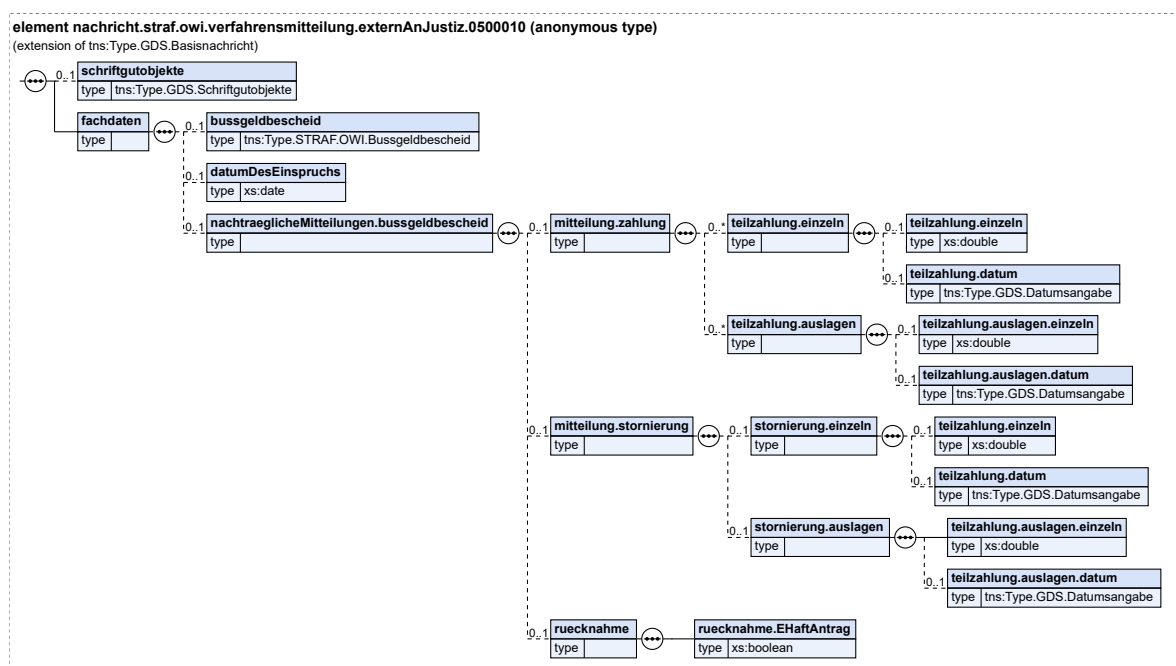 element nachricht.straf.owi.verfahrensmitteilung.externAnJustiz.0500010 (anonymous type)
(extension of tns:Type.GDS.Basisnachricht)
0..1 schriftgutobjekte
type tns:Type.GDS.Schriftgutobjekte
fachdaten
type
0..1 bussgeldbescheid
type tns:Type.STRAF.OWI.Bussgeldbescheid
0..1 datumDesEinspruchs
type xs:date
0..1 nachtraeglicheMitteilungen.bussgeldbescheid
type
0..1 mitteilung.zahlung
type
0..* teilzahlung.einzeln
type
0..1 teilzahlung.einzeln
type xs:double
0..1 teilzahlung.datum
type tns:Type.GDS.Datumsangabe
0..* teilzahlung.auslagen
type
0..1 teilzahlung.auslagen.einzeln
type xs:double
0..1 teilzahlung.auslagen.datum
type tns:Type.GDS.Datumsangabe
0..1 mitteilung.stornierung
type
0..1 stornierung.einzeln
type
0..1 teilzahlung.einzeln
type xs:double
0..1 teilzahlung.datum
type tns:Type.GDS.Datumsangabe
0..1 stornierung.auslagen
type
teilzahlung.auslagen.einzeln
type xs:double
0..1 teilzahlung.auslagen.datum
type tns:Type.GDS.Datumsangabe
0..1 ruecknahme
type
ruecknahme.EHaftAntrag
type xs:boolean